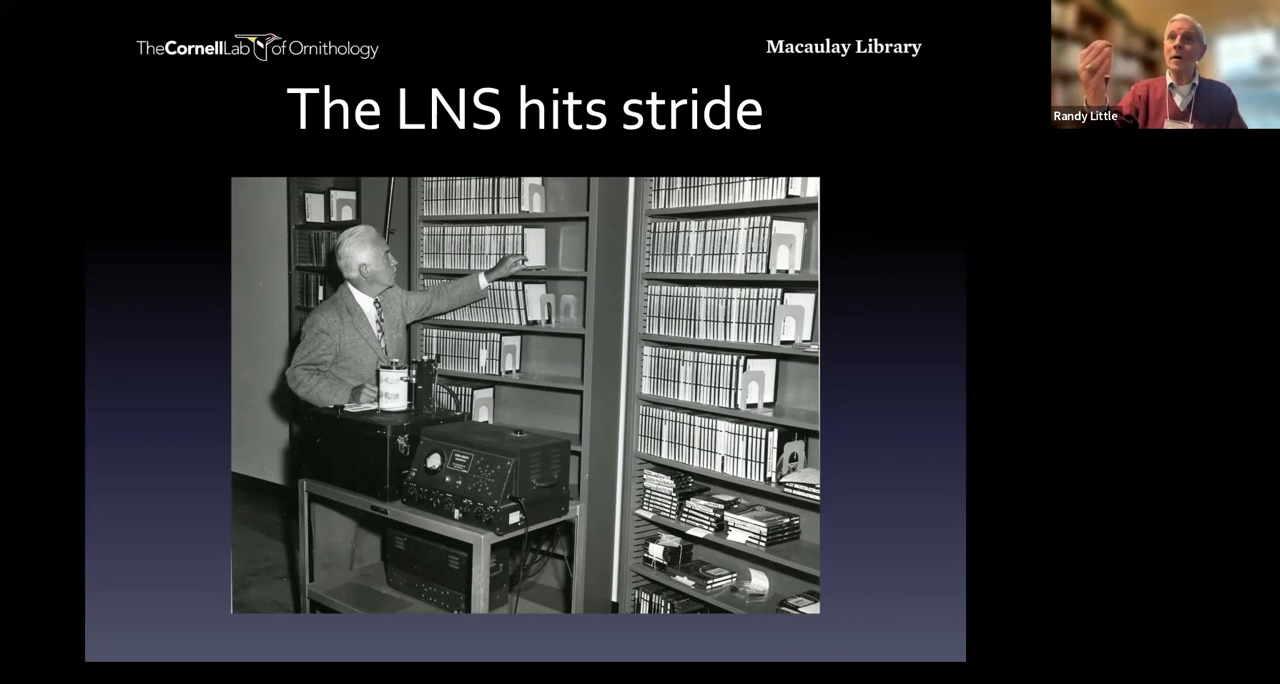 TheCornellLab of Ornithology
Macaulay Library
The LNS hits stride
Randy Little